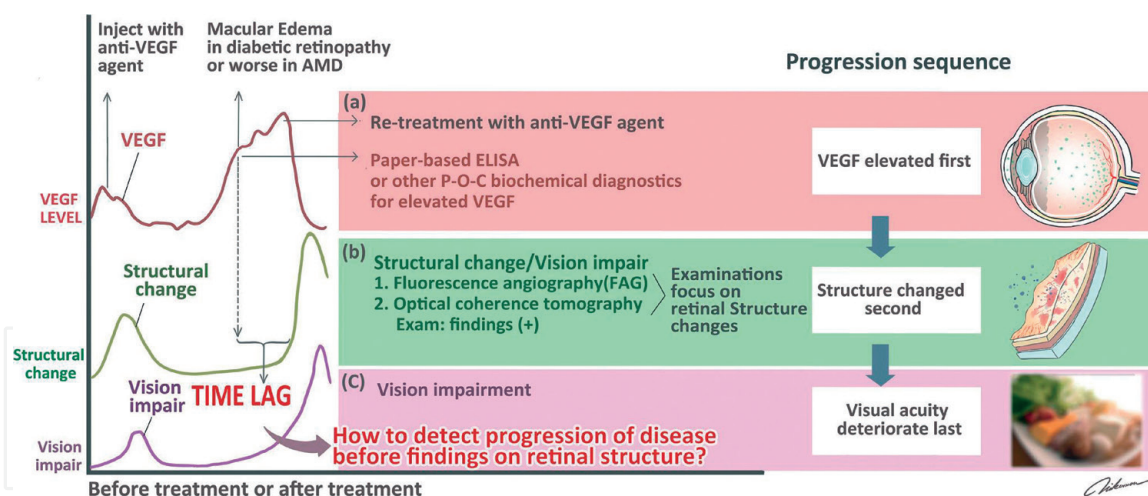 Inject with
anti-VEGF
agent
Macular Edema
in diabetic retinopathy
or worse in AMD
Progression sequence
VEGF
VEGF
LEVEL
(a)
Re-treatment with anti-VEGF agent
Paper-based ELISA
or other P-O-C biochemical diagnostics
for elevated VEGF
VEGF elevated first
Structural
change
Structural
change
(b)
Structural change/Vision impair
1. Fluorescence angiography(FAG)
2. Optical coherence tomography
Exam: findings (+)
Examinations
focus on
retinal Structure
changes
Structure changed
second
Vision
impair
TIME LAG
Vision
impair
(C)
Vision impairment
How to detect progression of disease
before findings on retinal structure?
Visual acuity
deteriorate last
Before treatment or after treatment